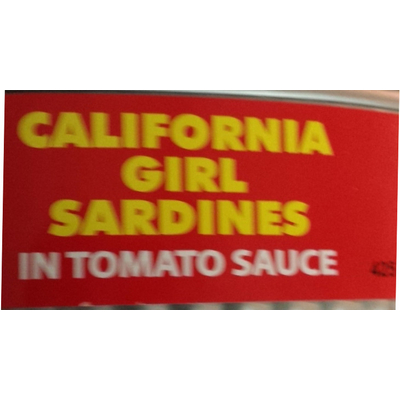 CALIFORNIA
GIRL
SARDINES
IN TOMATO SAUCE